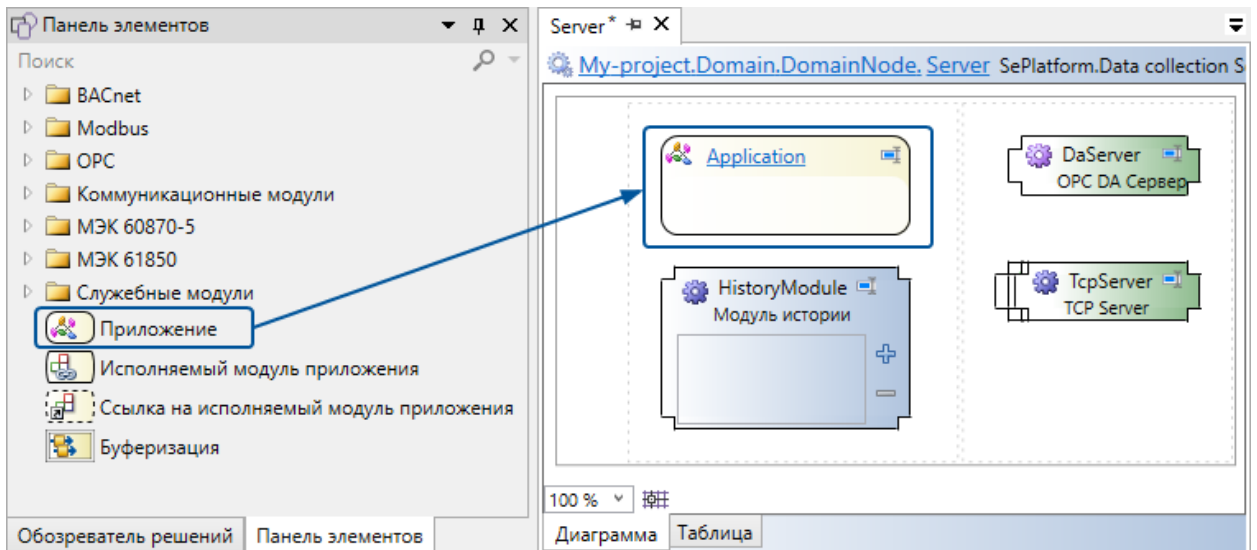 Панель элементов
Поиск
BACnet
Modbus
OPC
Коммуникационные модули
МЭК 60870-5
МЭК 61850
Служебные модули
Приложение
Исполняемый модуль приложения
Ссылка на исполняемый модуль приложения
Буферизация
Обозреватель решений
Панель элементов
Server*
My-project.Domain.DomainNode. Server SePlatform.Data collection S
Application
HistoryModule
Модуль истории
DaServer
OPC DA Сервер
TcpServer
TCP Server
100 %
Диаграмма
Таблица